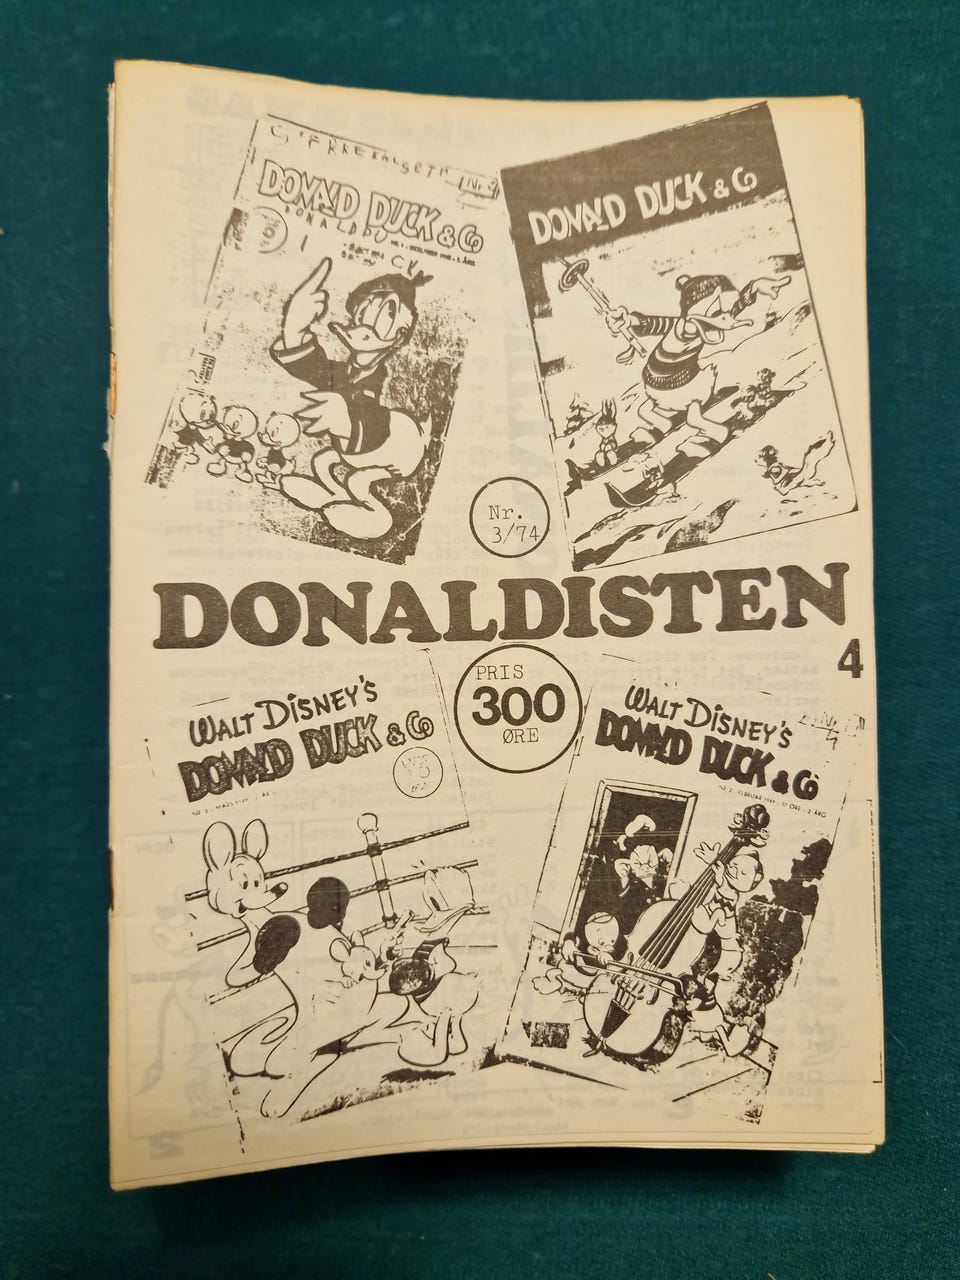 DONALD DUCK & Co
DONALD DUCK & Co
Nr.
3/74
DONALDISTEN
4
PRIS
300
ØRE
WALT DISNEY'S
DONALD DUCK & Co
WALT DISNEY'S
DONALD DUCK & Co